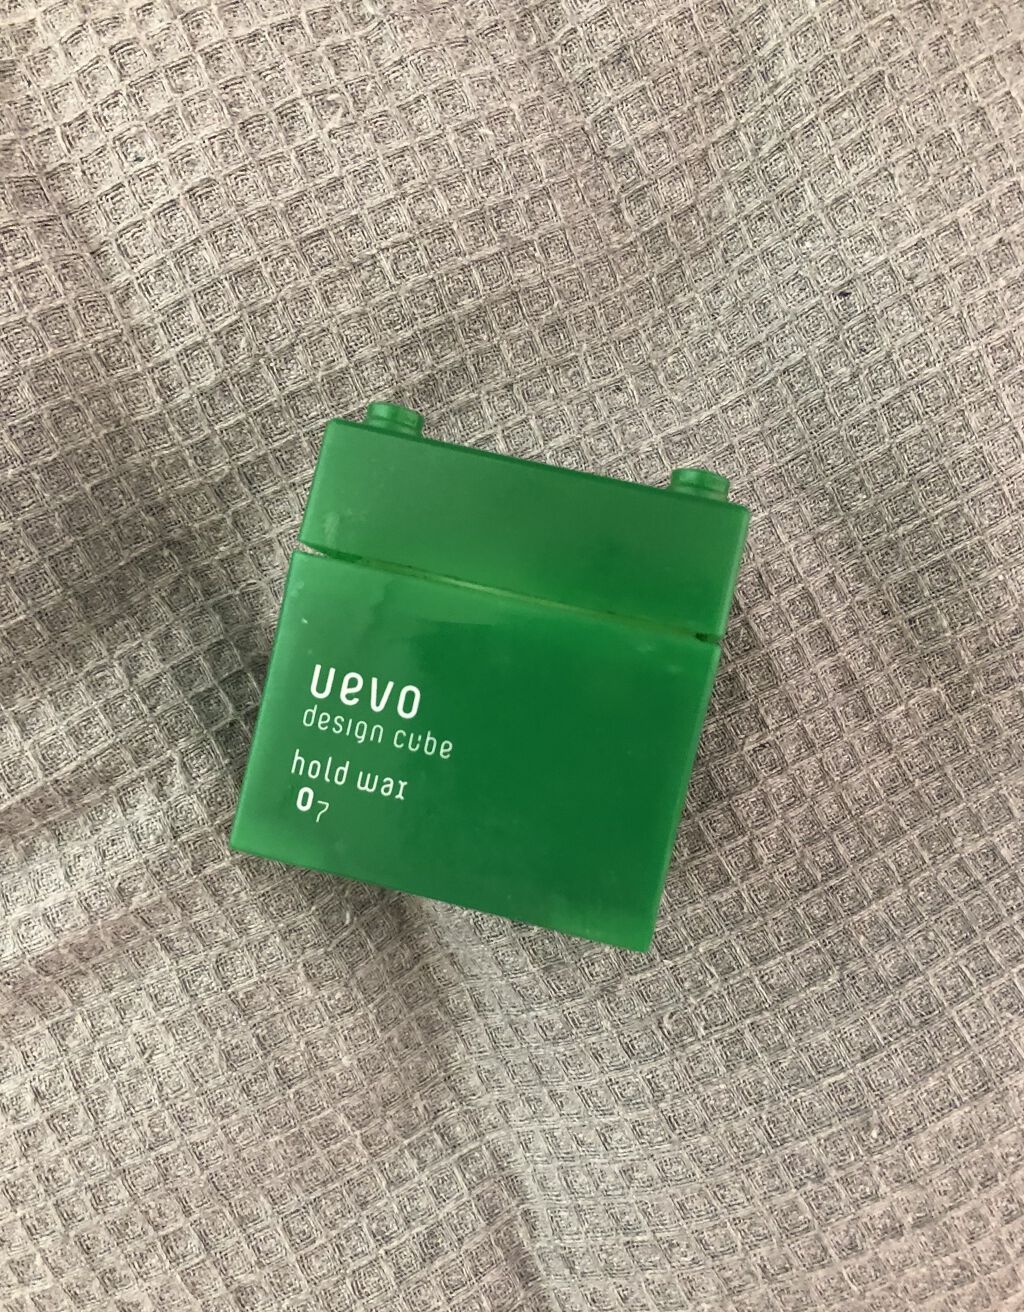 uevo
design cube
hold wax
07